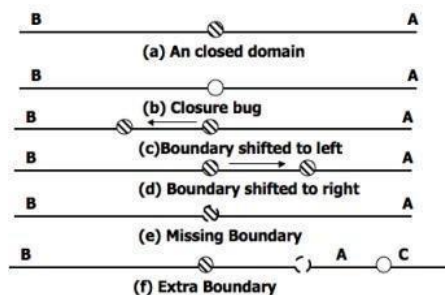 B A
(a) An closed domain
B A
(b) Closure bug
B A
(c)Boundary shifted to left
B A
(d) Boundary shifted to right
B A
(e) Missing Boundary
B A C
(f) Extra Boundary